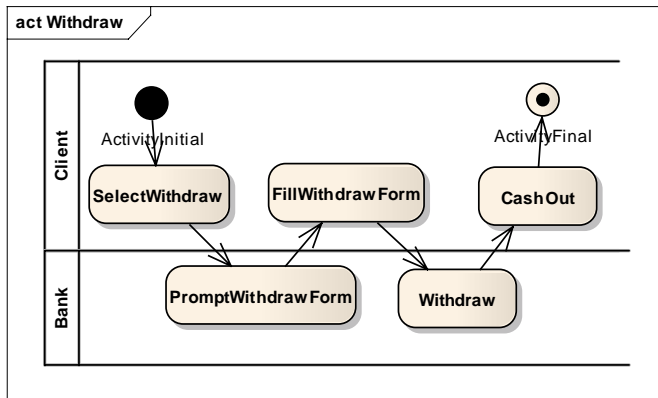 act Withdraw
Client
ActivityInitial
ActivityFinal
SelectWithdraw
FillWithdrawForm
CashOut
Bank
PromptWithdrawForm
Withdraw